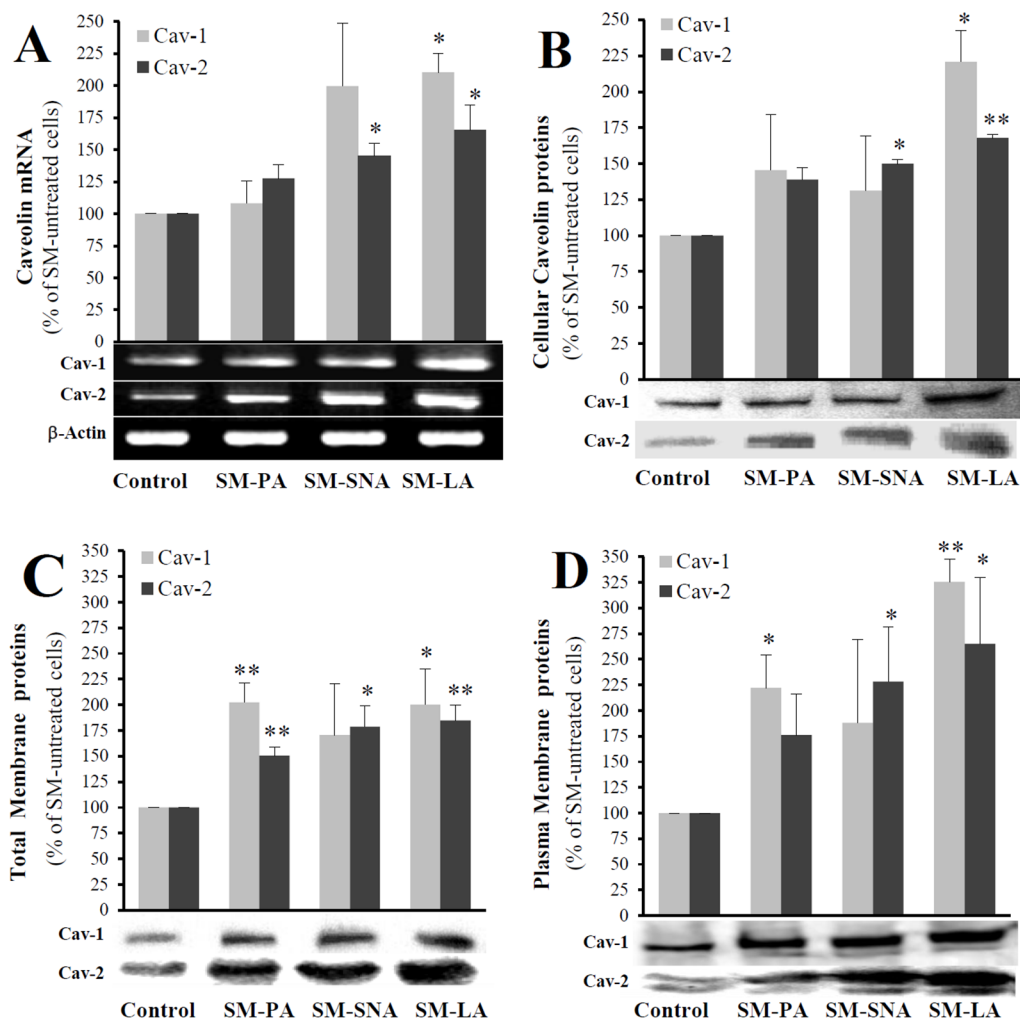 A
Caveolin mRNA
(% of SM-untreated cells)
250
225
200
175
150
125
100
75
50
25
0
Cav-1
Cav-2
*
*
*
Cav-1
Cav-2
β-Actin
Control SM-PA SM-SNA SM-LA
B
Cellular Caveolin proteins
(% of SM-untreated cells)
250
225
200
175
150
125
100
75
50
25
0
Cav-1
Cav-2
*
**
*
Cav-1
Cav-2
Control SM-PA SM-SNA SM-LA
C
Total Membrane proteins
(% of SM-untreated cells)
350
325
300
275
250
225
200
175
150
125
100
75
50
25
0
Cav-1
Cav-2
**
**
*
*
**
Cav-1
Cav-2
Control SM-PA SM-SNA SM-LA
D
Plasma Membrane proteins
(% of SM-untreated cells)
350
325
300
275
250
225
200
175
150
125
100
75
50
25
0
Cav-1
Cav-2
*
*
**
*
Cav-1
Cav-2
Control SM-PA SM-SNA SM-LA